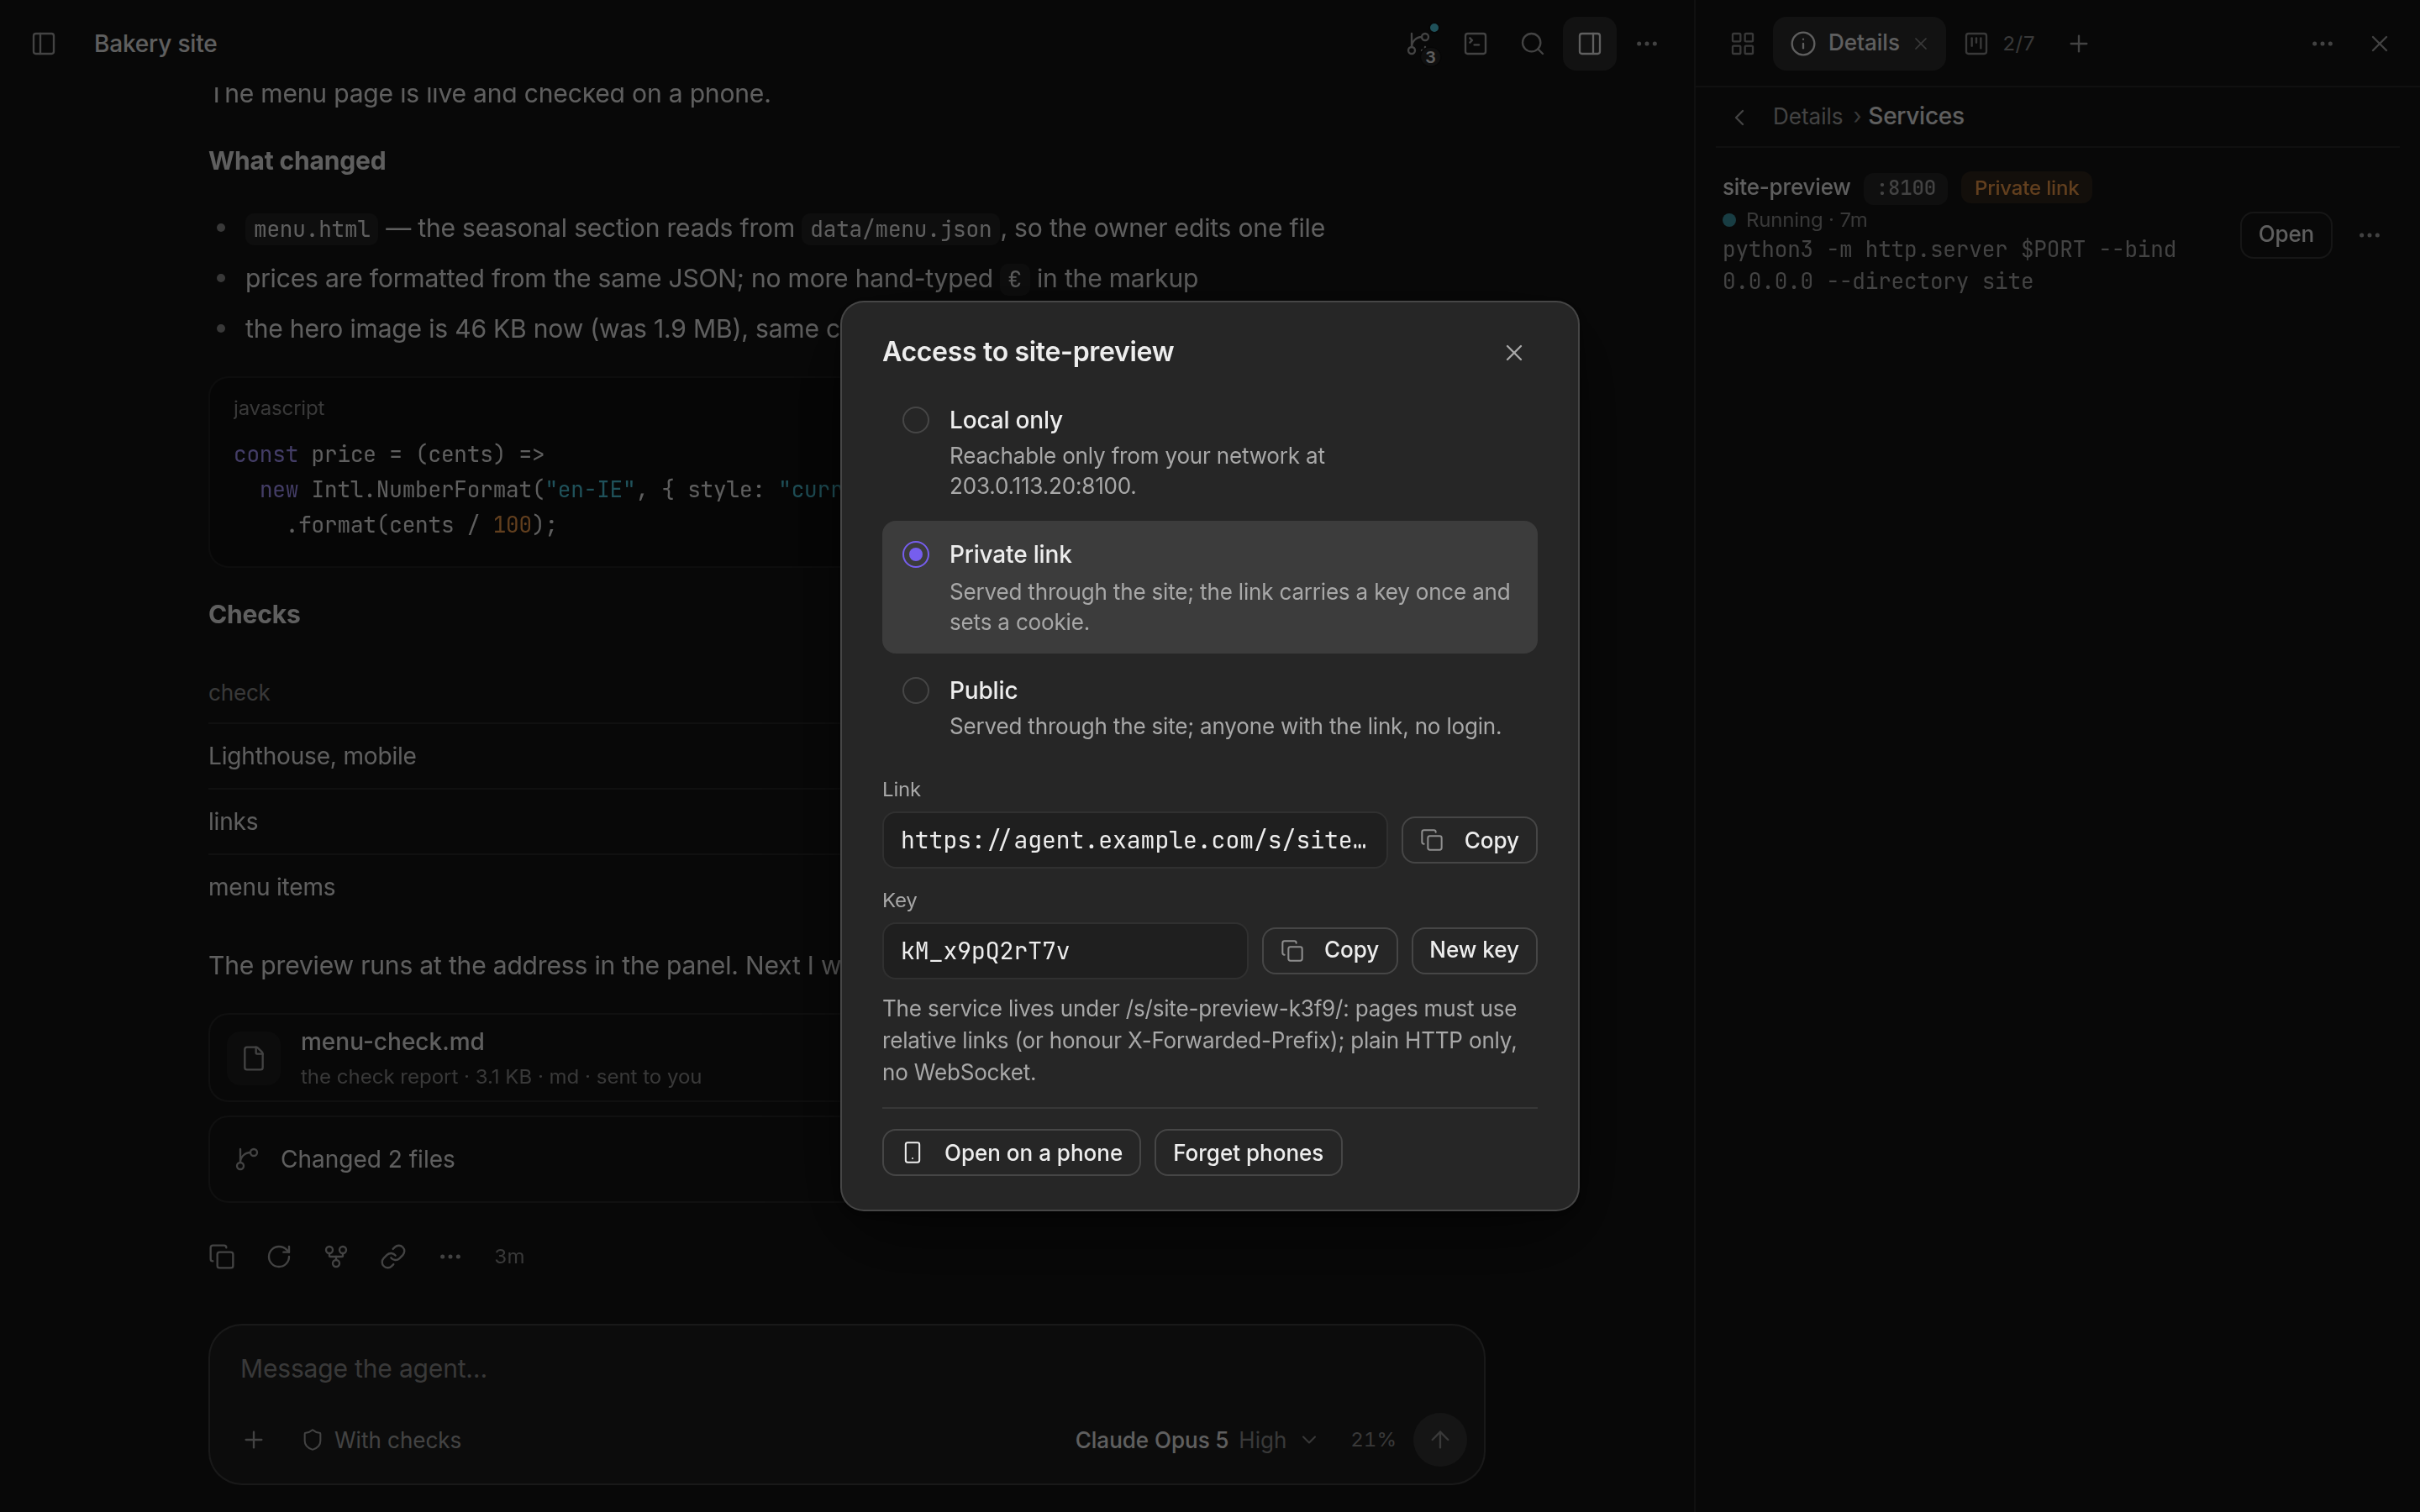 Bakery site
3
Details
2/7
The menu page is live and checked on a phone.
Details › Services
What changed
site-preview :8100 Private link
Running · 7m
python3 -m http.server $PORT --bind
0.0.0.0 --directory site
Open
menu.html — the seasonal section reads from data/menu.json, so the owner edits one file
prices are formatted from the same JSON; no more hand-typed € in the markup
the hero image is 46 KB now (was 1.9 MB), same c
javascript
const price = (cents) =>
new Intl.NumberFormat("en-IE", { style: "curr
.format(cents / 100);
Checks
check
Lighthouse, mobile
links
menu items
The preview runs at the address in the panel. Next I w
menu-check.md
the check report · 3.1 KB · md · sent to you
Changed 2 files
3m
Access to site-preview
Local only
Reachable only from your network at
203.0.113.20:8100.
Private link
Served through the site; the link carries a key once and
sets a cookie.
Public
Served through the site; anyone with the link, no login.
Link
https://agent.example.com/s/site…
Copy
Key
kM_x9pQ2rT7v
Copy
New key
The service lives under /s/site-preview-k3f9/: pages must use
relative links (or honour X-Forwarded-Prefix); plain HTTP only,
no WebSocket.
Open on a phone
Forget phones
Message the agent…
With checks
Claude Opus 5 High
21%